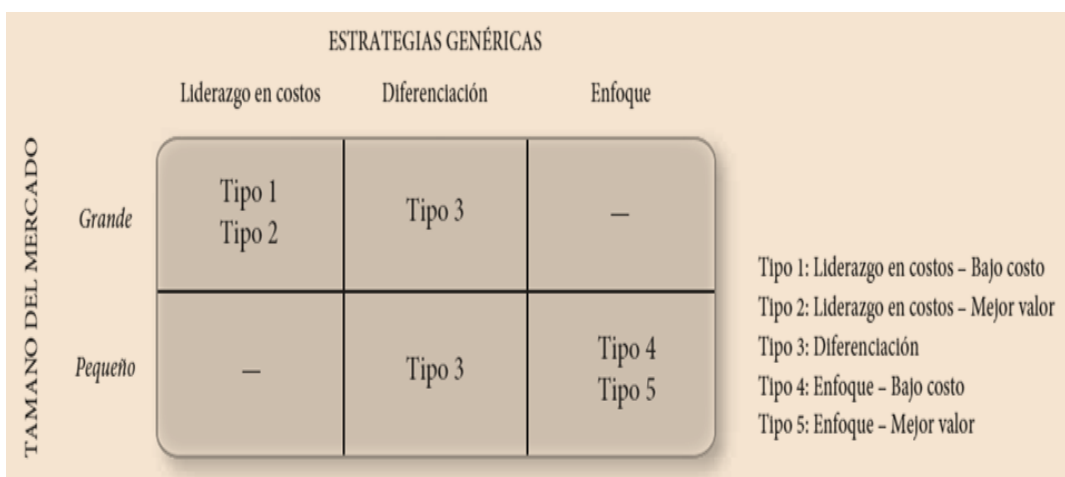 ESTRATEGIAS GENÉRICAS
Liderazgo en costos Diferenciación Enfoque
TAMANO DEL MERCADO
Grande
Tipo 1
Tipo 2
Tipo 3
—
Pequeño
—
Tipo 3
Tipo 4
Tipo 5
Tipo 1: Liderazgo en costos – Bajo costo
Tipo 2: Liderazgo en costos – Mejor valor
Tipo 3: Diferenciación
Tipo 4: Enfoque – Bajo costo
Tipo 5: Enfoque – Mejor valor